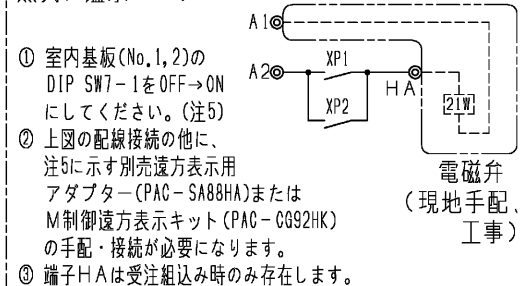 A1
① 室内基板(No.1,2)の
DIP SW7-1をOFF→ON
にしてください。(注5)
A2
XP1
XP2
HA
21W
② 上図の配線接続の他に、
注5に示す別売遠方表示用
アダプター(PAC-SA88HA)または
M制御遠方表示キット(PAC-CG92HK)
の手配・接続が必要になります。
③ 端子HAは受注組込み時のみ存在します。
電磁弁
(現地手配、
工事)